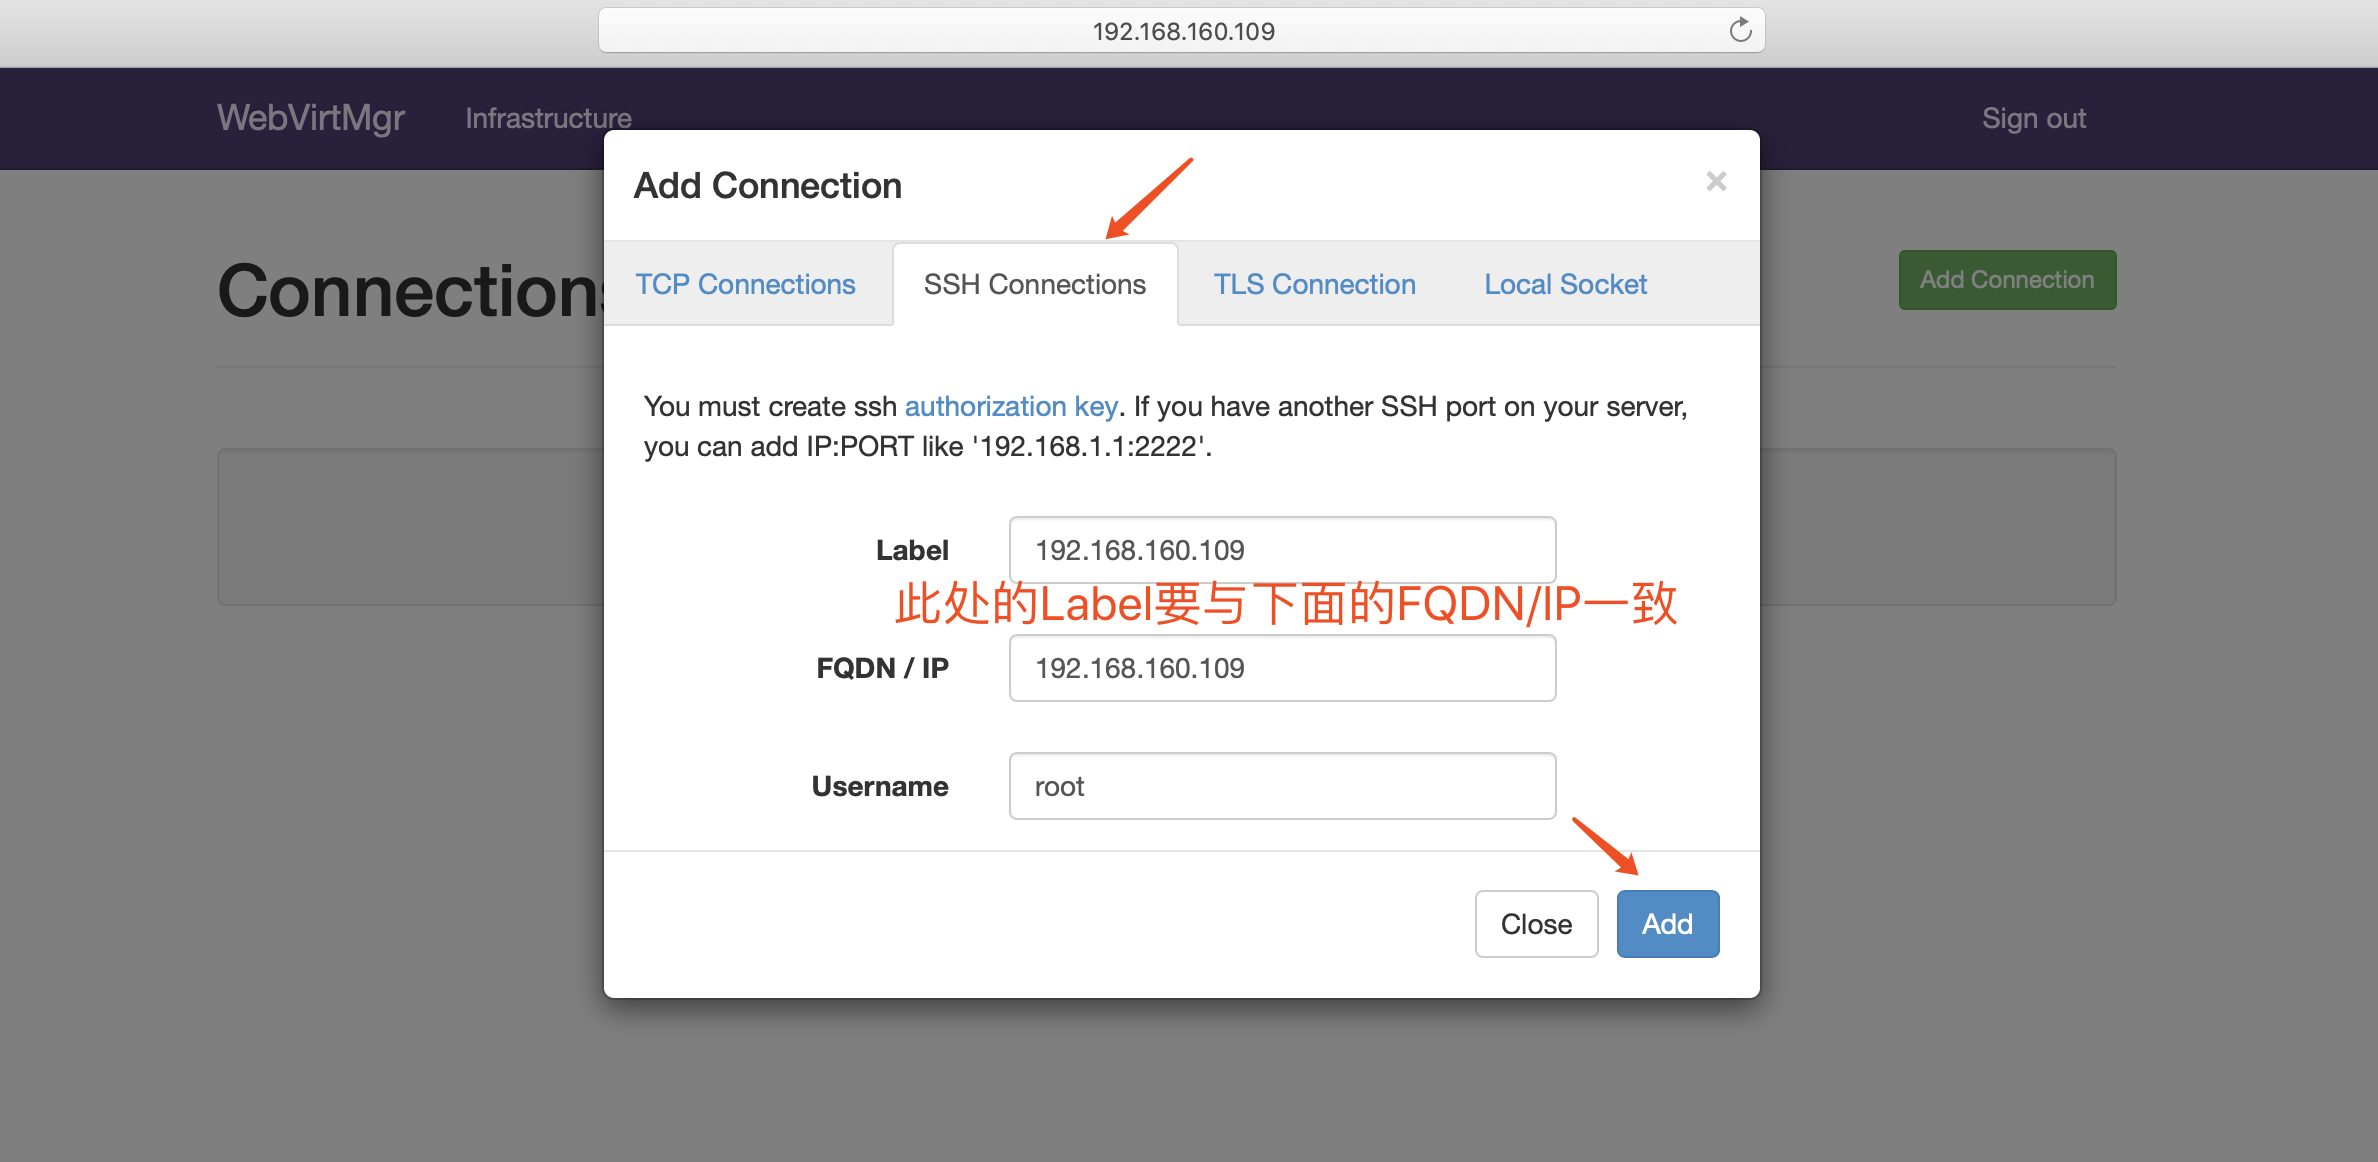 192.168.160.109
WebVirtMgr Infrastructure Sign out
Add Connection ×
Connections Add Connection
TCP Connections SSH Connections TLS Connection Local Socket
You must create ssh authorization key. If you have another SSH port on your server,
you can add IP:PORT like '192.168.1.1:2222'.
Label 192.168.160.109
此处的Label要与下面的FQDN/IP一致
FQDN / IP 192.168.160.109
Username root
Close Add